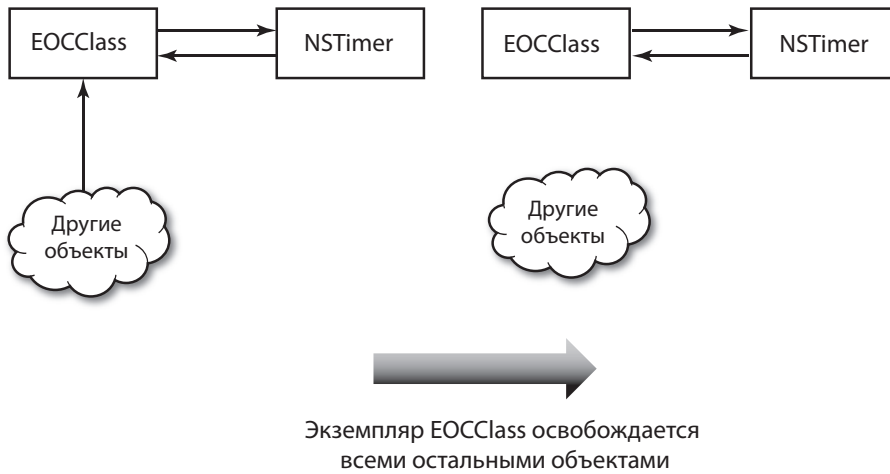 EOCClass
NSTimer
EOCClass
NSTimer
Другие
объекты
Другие
объекты
Экземпляр EOCClass освобождается
всеми остальными объектами